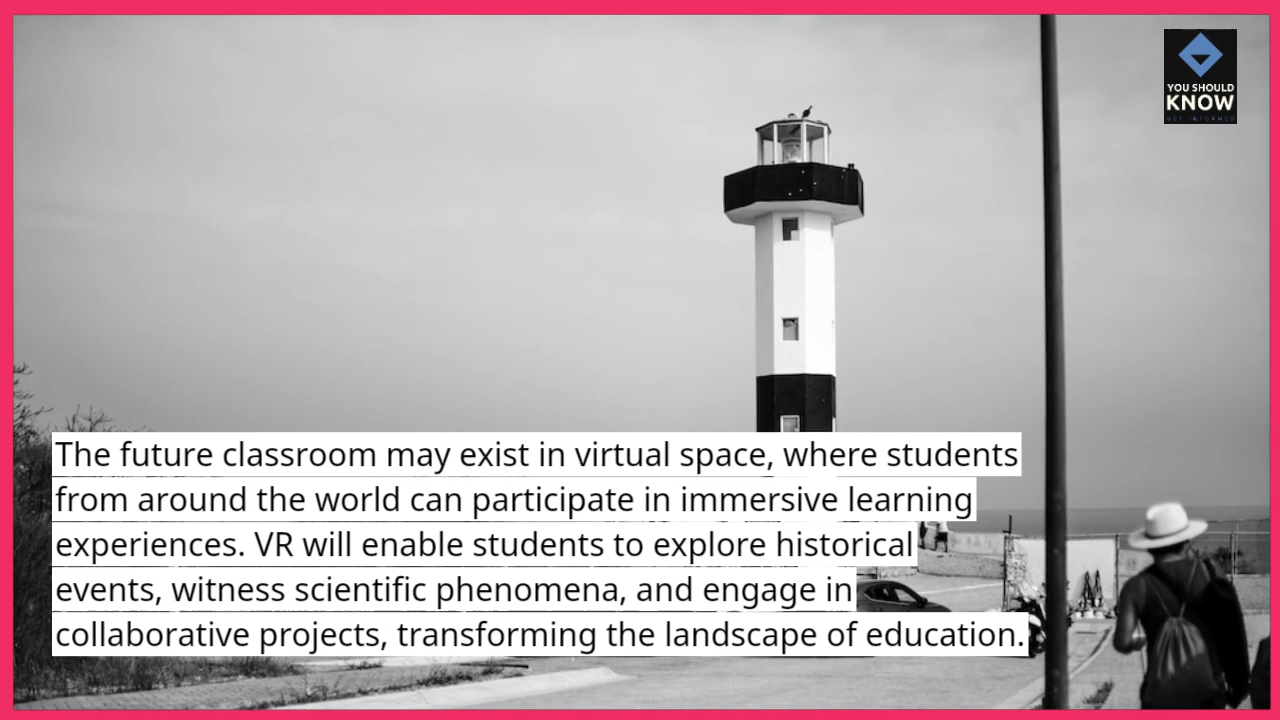 YOU SHOULD
KNOW
GET INFORMED
The future classroom may exist in virtual space, where students
from around the world can participate in immersive learning
experiences. VR will enable students to explore historical
events, witness scientific phenomena, and engage in
collaborative projects, transforming the landscape of education.